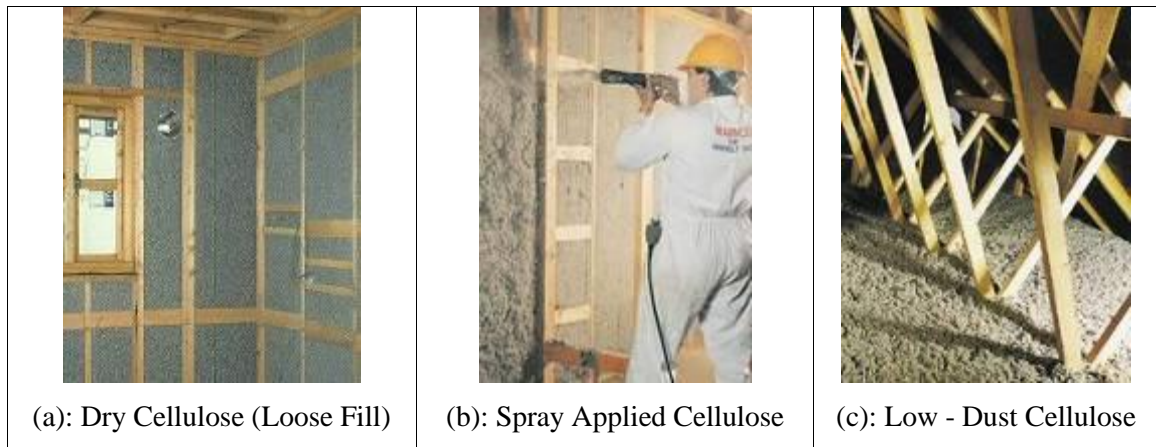 (a): Dry Cellulose (Loose Fill)
(b): Spray Applied Cellulose
(c): Low - Dust Cellulose